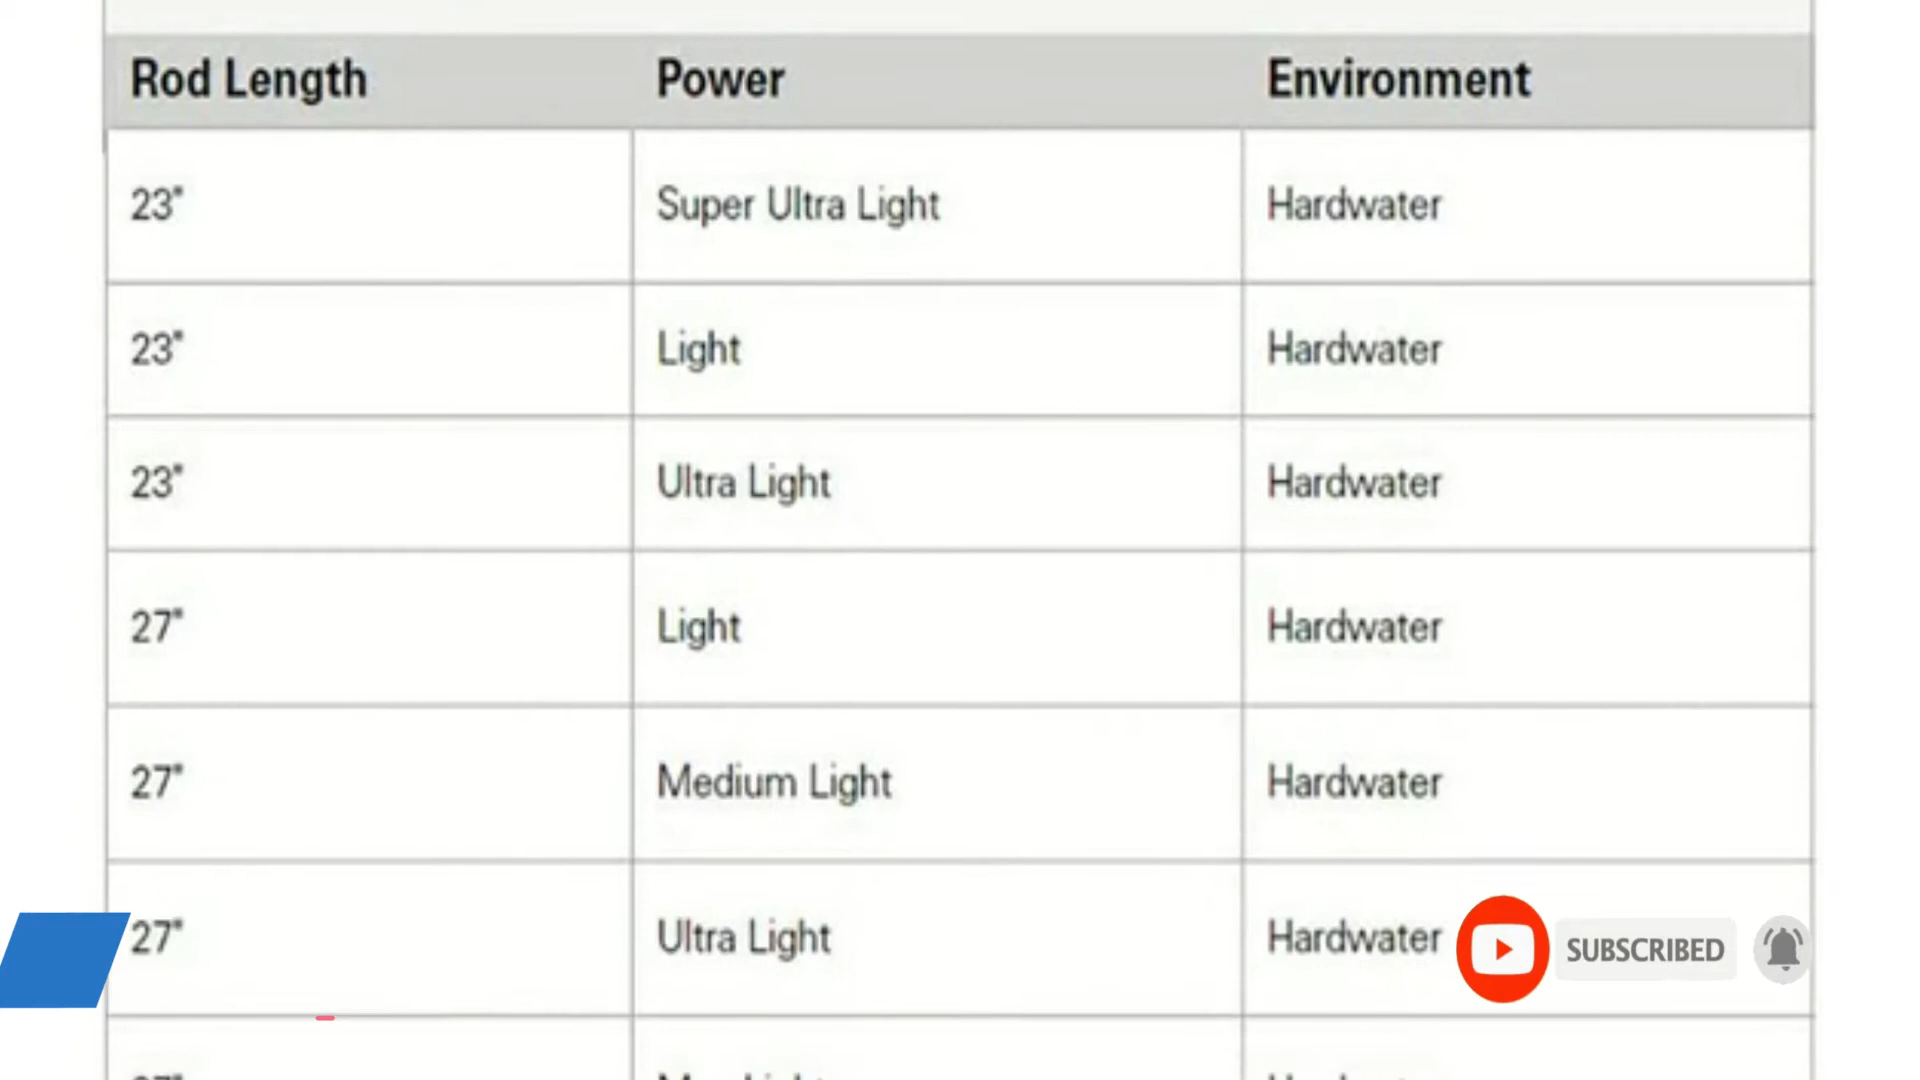 Rod Length Power Environment
23" Super Ultra Light Hardwater
23" Light Hardwater
23" Ultra Light Hardwater
27" Light Hardwater
27" Medium Light Hardwater
27" Ultra Light Hardwater
SUBSCRIBED